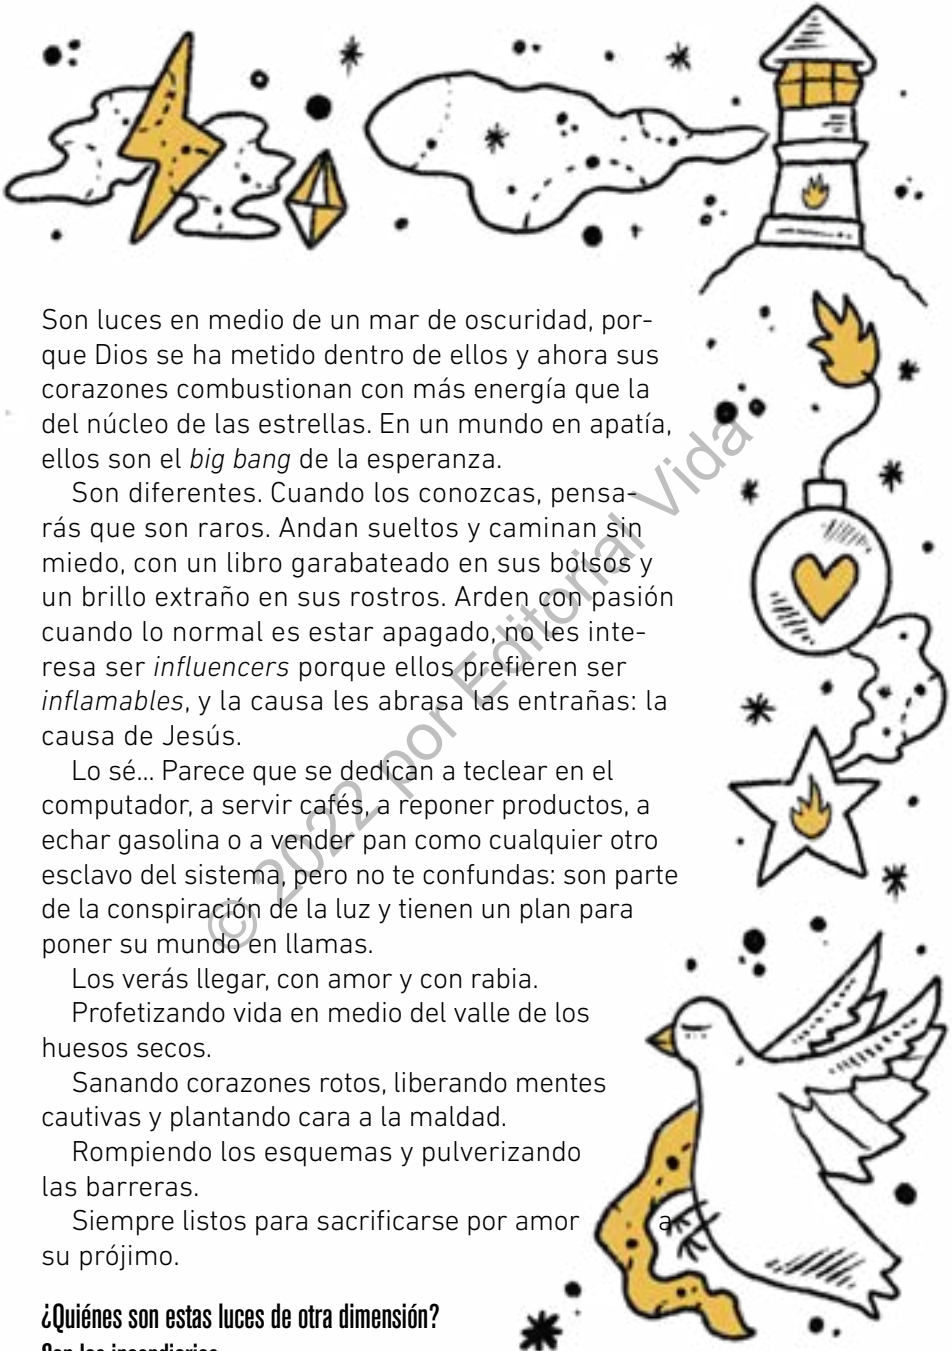 Son luces en medio de un mar de oscuridad, por-
que Dios se ha metido dentro de ellos y ahora sus
corazones combustionan con más energía que la
del núcleo de las estrellas. En un mundo en apatía,
ellos son el big bang de la esperanza.
Son diferentes. Cuando los conozcas, pensa-
rás que son raros. Andan sueltos y caminan sin
miedo, con un libro garabateado en sus bolsos y
un brillo extraño en sus rostros. Arden con pasión
cuando lo normal es estar apagado, no les inte-
resa ser influencers porque ellos prefieren ser
inflamables, y la causa les abrasa las entrañas: la
causa de Jesús.
Lo sé... Parece que se dedican a teclear en el
computador, a servir cafés, a reponer productos, a
echar gasolina o a vender pan como cualquier otro
esclavo del sistema, pero no te confundas: son parte
de la conspiración de la luz y tienen un plan para
poner su mundo en llamas.
Los verás llegar, con amor y con rabia.
Profetizando vida en medio del valle de los
huesos secos.
Sanando corazones rotos, liberando mentes
cautivas y plantando cara a la maldad.
Rompiendo los esquemas y pulverizando
las barreras.
Siempre listos para sacrificarse por amor a
su prójimo.
¿Quiénes son estas luces de otra dimensión?
Son los incendiarios
© 2022 por Editorial Vida